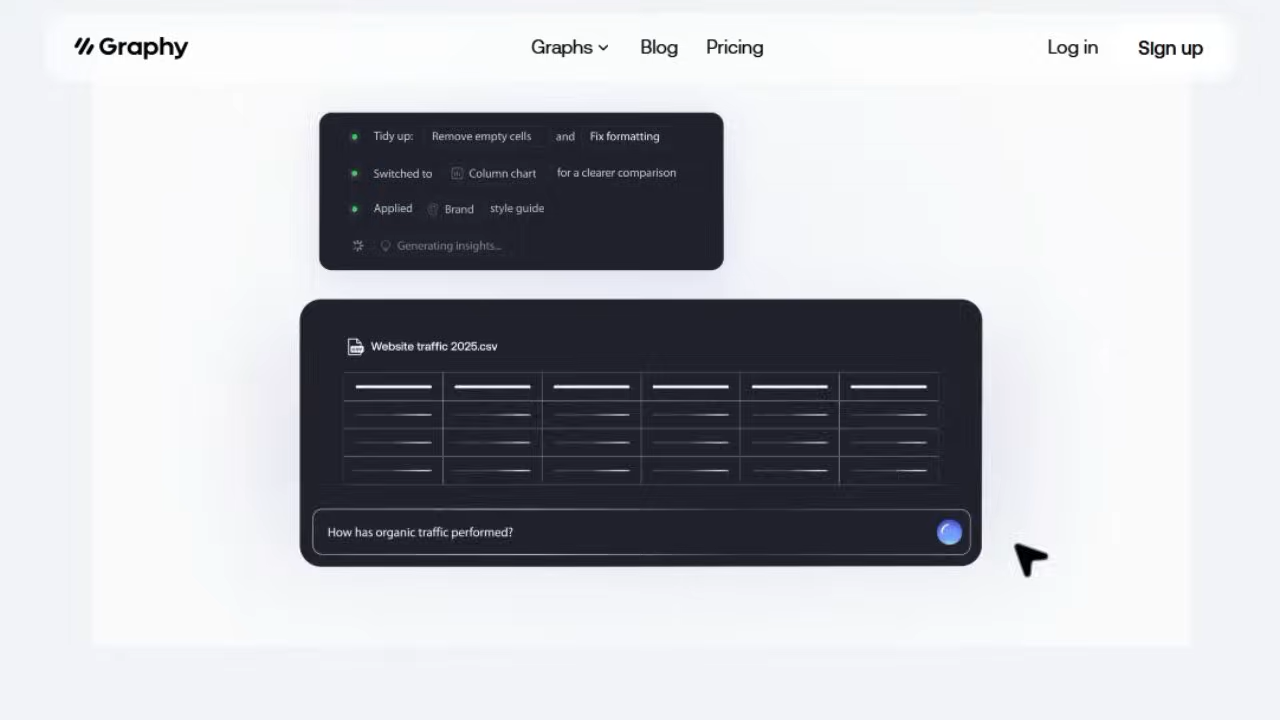 Graphy Graphs Blog Pricing Log in Sign up
Tidy up: Remove empty cells and Fix formatting
Switched to Column chart for a clearer comparison
Applied Brand style guide
Generating insights...
Website traffic 2025.csv
How has organic traffic performed?